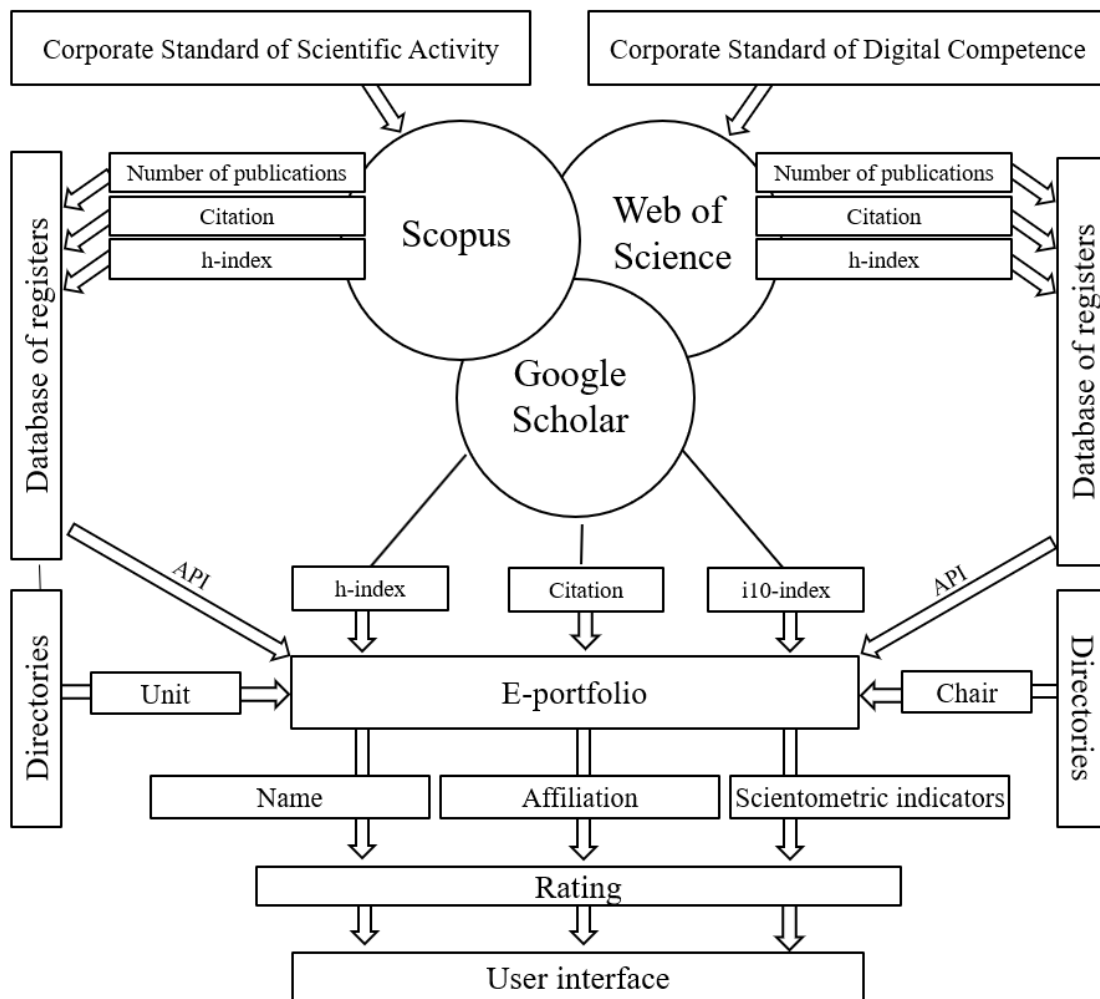 Corporate Standard of Scientific Activity
Corporate Standard of Digital Competence
Number of publications
Citation
h-index
Scopus
Web of
Science
Number of publications
Citation
h-index
Database of registers
Database of registers
Google
Scholar
API
API
h-index
Citation
i10-index
Directories
Unit
E-portfolio
Chair
Directories
Name
Affiliation
Scientometric indicators
Rating
User interface